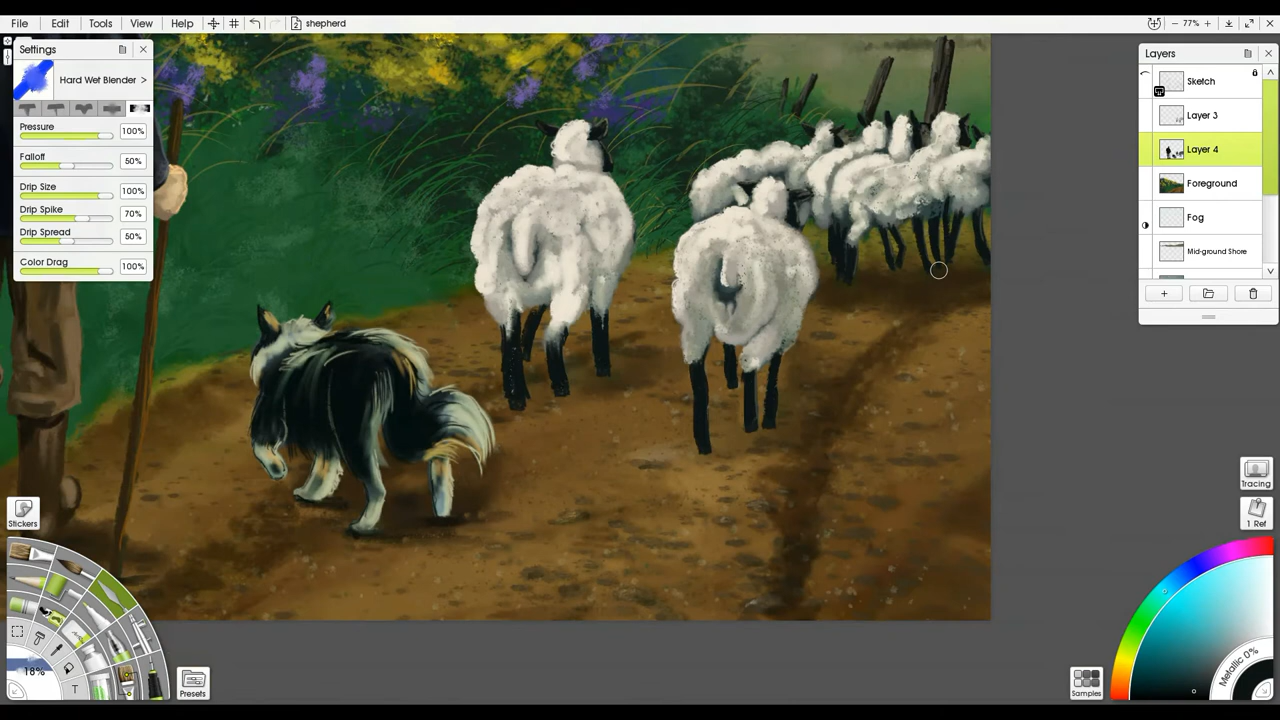 File Edit Tools View Help
2 shepherd
77%
Settings
Hard Wet Blender >
Pressure
100%
Falloff
50%
Drip Size
100%
Drip Spike
70%
Drip Spread
50%
Color Drag
100%
Layers
Sketch
Layer 3
Layer 4
Foreground
Fog
Mid-ground Shore
Tracing
1 Ref
Stickers
18%
T
Presets
Samples
Metallic 0%